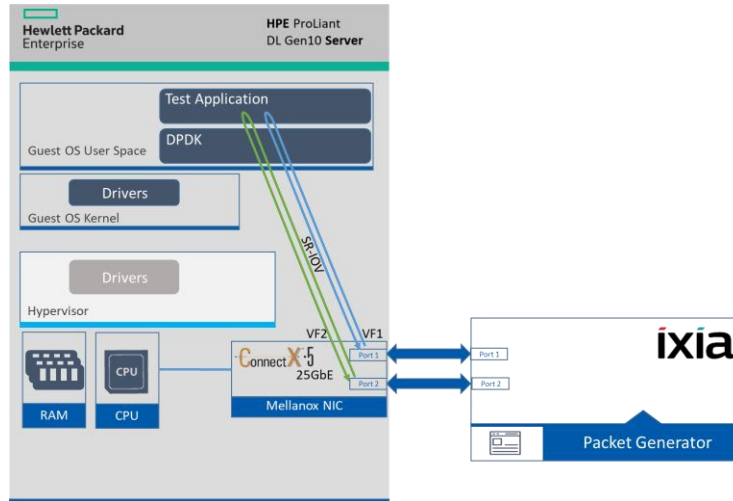 Hewlett Packard
Enterprise
HPE ProLiant
DL Gen10 Server
Test Application
DPDK
Guest OS User Space
Drivers
Guest OS Kernel
SR-IOV
Drivers
Hypervisor
VF2 VF1
ConnectX-5
25GbE
Port 1
Port 2
Mellanox NIC
CPU
RAM
CPU
ixia
Port 1
Port 2
Packet Generator